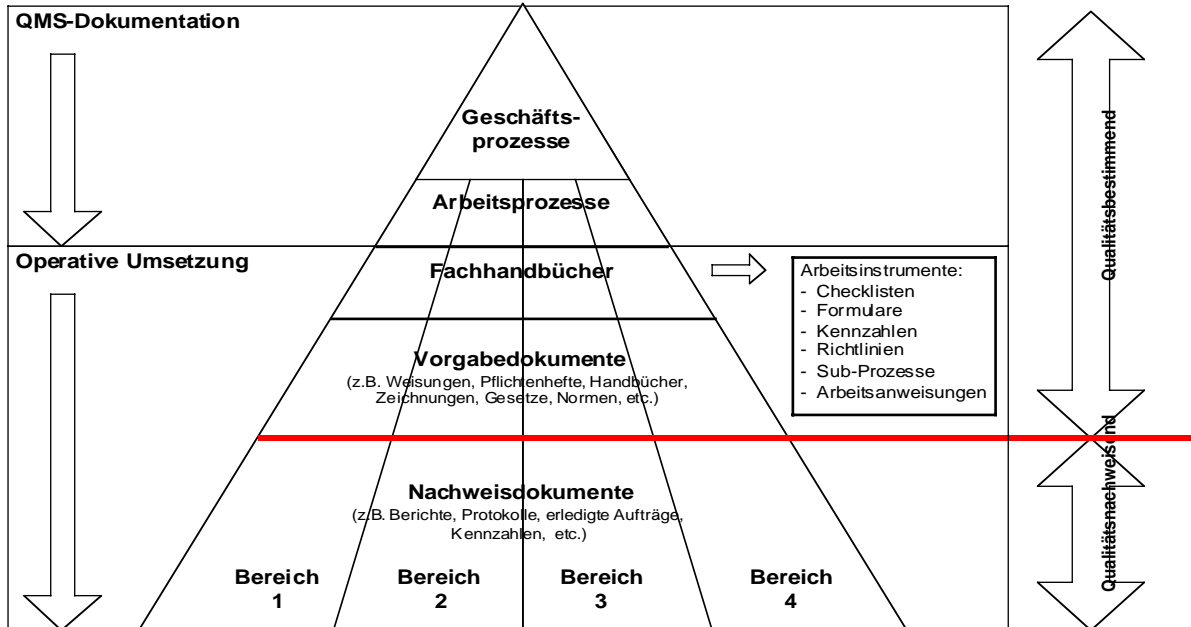 QMS-Dokumentation
Geschäfts-
prozesse
Arbeitsprozesse
Operative Umsetzung
Fachhandbücher
Arbeitsinstrumente:
- Checklisten
- Formulare
- Kennzahlen
- Richtlinien
- Sub-Prozesse
- Arbeitsanweisungen
Vorgabedokumente
(z.B. Weisungen, Pflichtenhefte, Handbücher,
Zeichnungen, Gesetze, Normen, etc.)
Nachweisdokumente
(z.B. Berichte, Protokolle, erledigte Aufträge,
Kennzahlen, etc.)
Bereich
1
Bereich
2
Bereich
3
Bereich
4
Qualitätsbestimmend
Qualitätsnachweisend